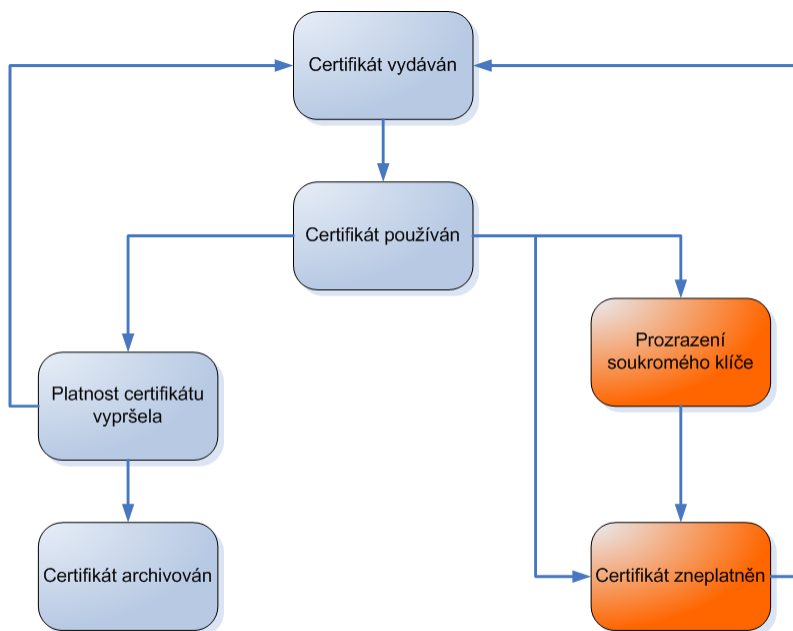 Certifikát vydáván
Certifikát používán
Prozrazení
soukromého klíče
Platnost certifikátu
vypršela
Certifikát archivován
Certifikát zneplatněn